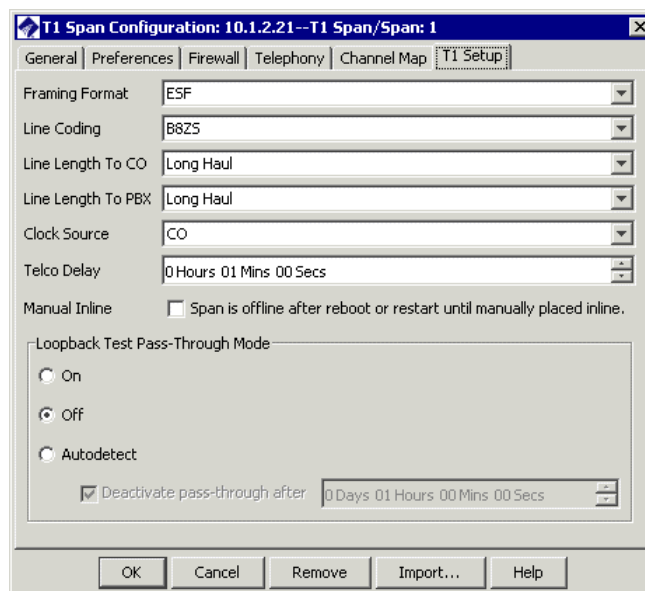 T1 Span Configuration: 10.1.2.21--T1 Span/Span: 1
General Preferences Firewall Telephony Channel Map T1 Setup
Framing Format ESF
Line Coding B8ZS
Line Length To CO Long Haul
Line Length To PBX Long Haul
Clock Source CO
Telco Delay 0 Hours 01 Mins 00 Secs
Manual Inline Span is offline after reboot or restart until manually placed inline.
Loopback Test Pass-Through Mode
On
Off
Autodetect
Deactivate pass-through after 0 Days 01 Hours 00 Mins 00 Secs
OK Cancel Remove Import... Help